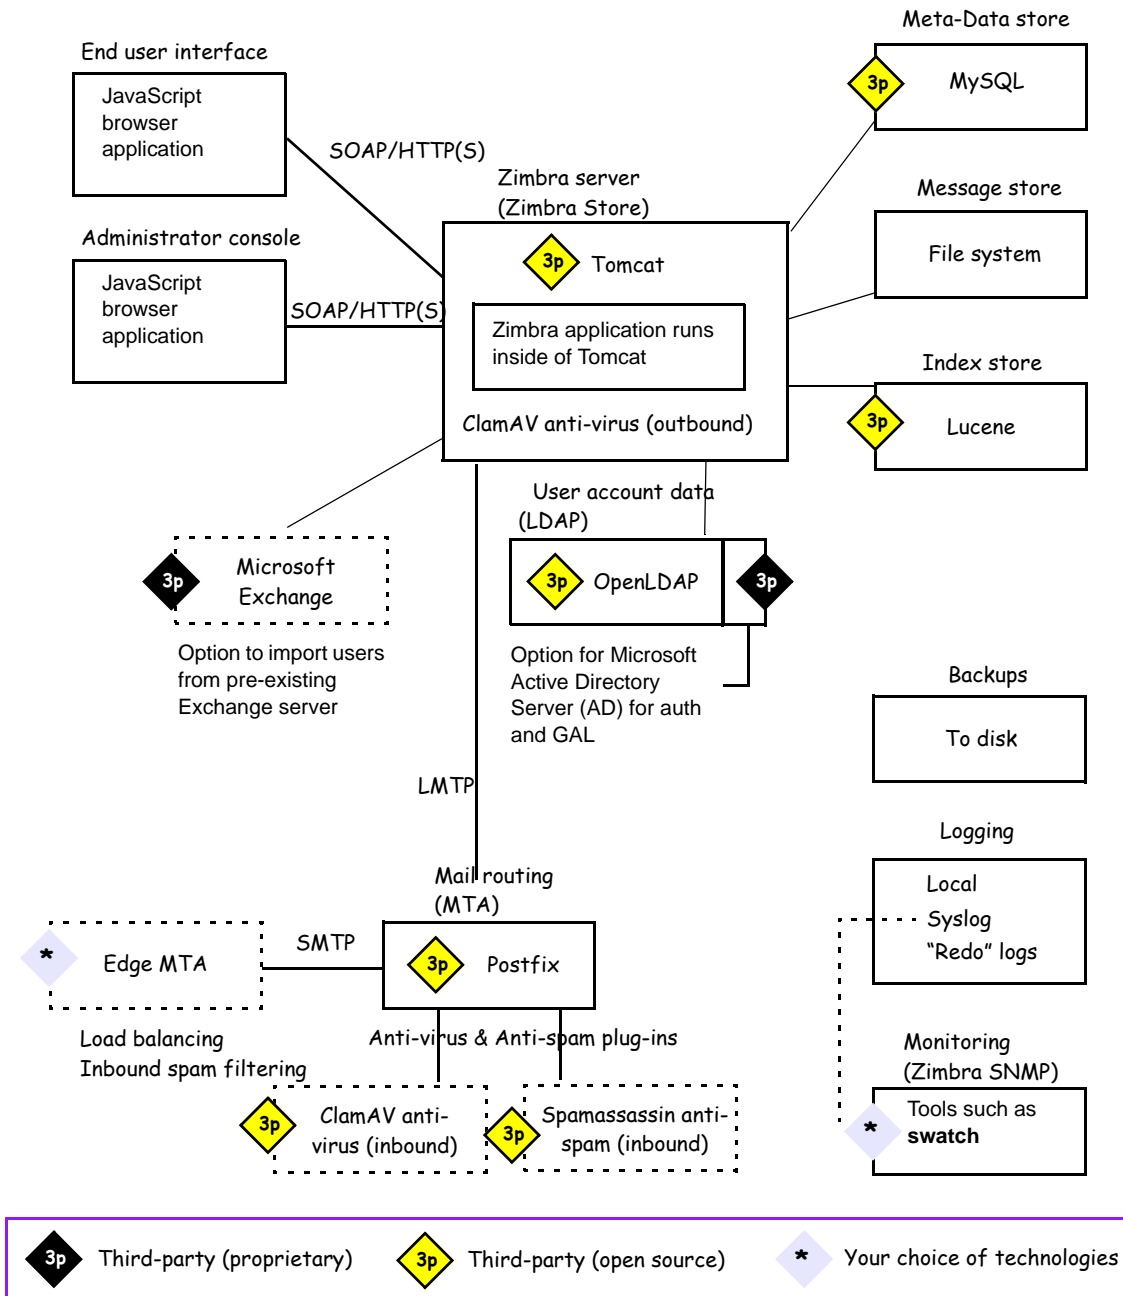 Meta-Data store
3p
MySQL
End user interface
JavaScript
browser
application
SOAP/HTTP(S)
Zimbra server
(Zimbra Store)
Message store
File system
Administrator console
JavaScript
browser
application
SOAP/HTTP(S)
3p
Tomcat
Zimbra application runs
inside of Tomcat
ClamAV anti-virus (outbound)
Index store
3p
Lucene
User account data
(LDAP)
3p
OpenLDAP
3p
3p
Microsoft
Exchange
Option to import users
from pre-existing
Exchange server
Option for Microsoft
Active Directory
Server (AD) for auth
and GAL
Backups
To disk
LMTP
Logging
Local
Syslog
“Redo” logs
Mail routing
(MTA)
3p
Postfix
SMTP
*
Edge MTA
Load balancing
Inbound spam filtering
Anti-virus & Anti-spam plug-ins
3p
ClamAV anti-
virus (inbound)
3p
Spamassassin anti-
spam (inbound)
Monitoring
(Zimbra SNMP)
*
Tools such as
swatch
3p
Third-party (proprietary)
3p
Third-party (open source)
*
Your choice of technologies